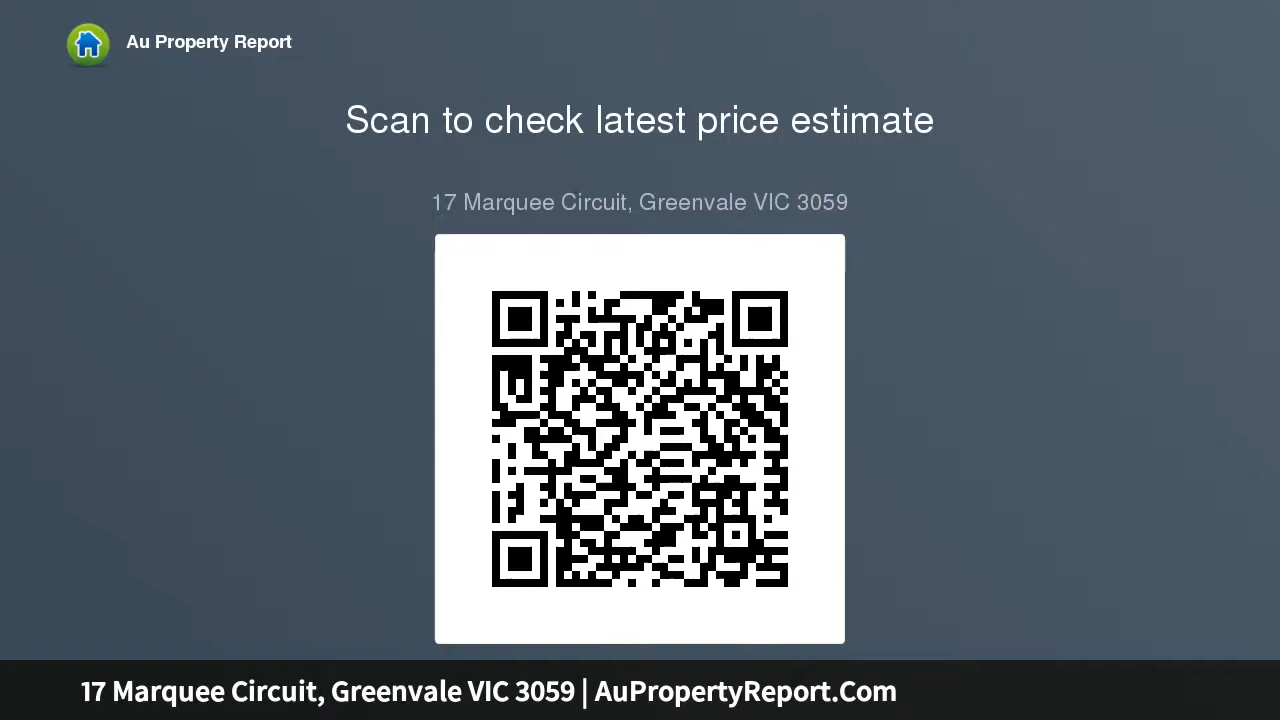 Au Property Report
Scan to check latest price estimate
17 Marquee Circuit, Greenvale VIC 3059
17 Marquee Circuit, Greenvale VIC 3059 | AuPropertyReport.Com